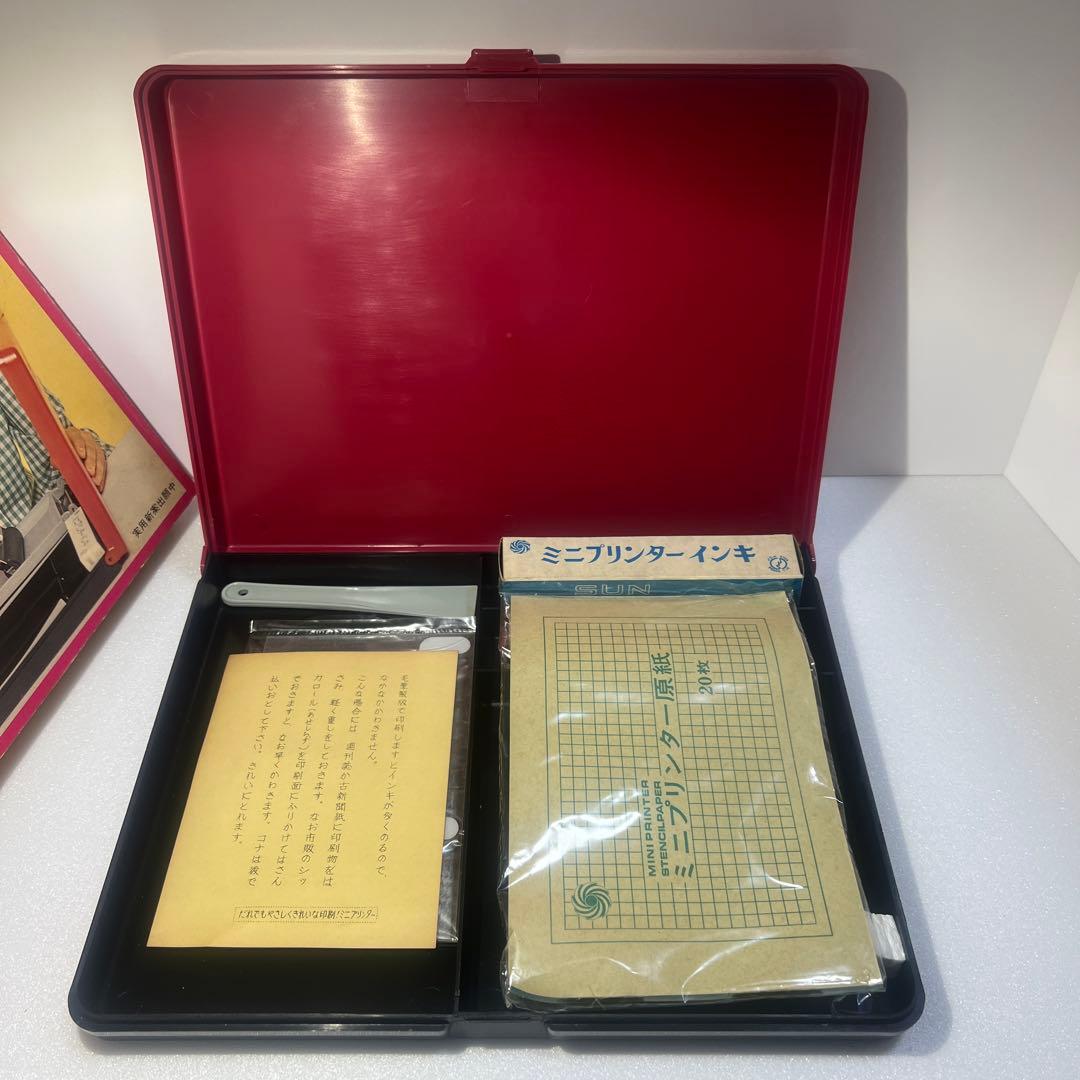 実用新案出願中
ミニプリンターインキ
SUN
毛筆製版で印刷しますとインキが多くのるので、
なかなかかわきません。
こんな場合には、週刊誌か古新聞紙に印刷物をは
さみ、軽く重しをしておきます。なお市販のシッ
カロール(あせしらず)を印刷面にふりかけてはさん
でおきますと、なお早くかわきます。コナは後で
払いおとして下さい。きれいにとれます。
だれでもやさしくきれいな印刷!ミニプリンター
MINI PRINTER
STENCILPAPER
ミニプリンター原紙
20枚